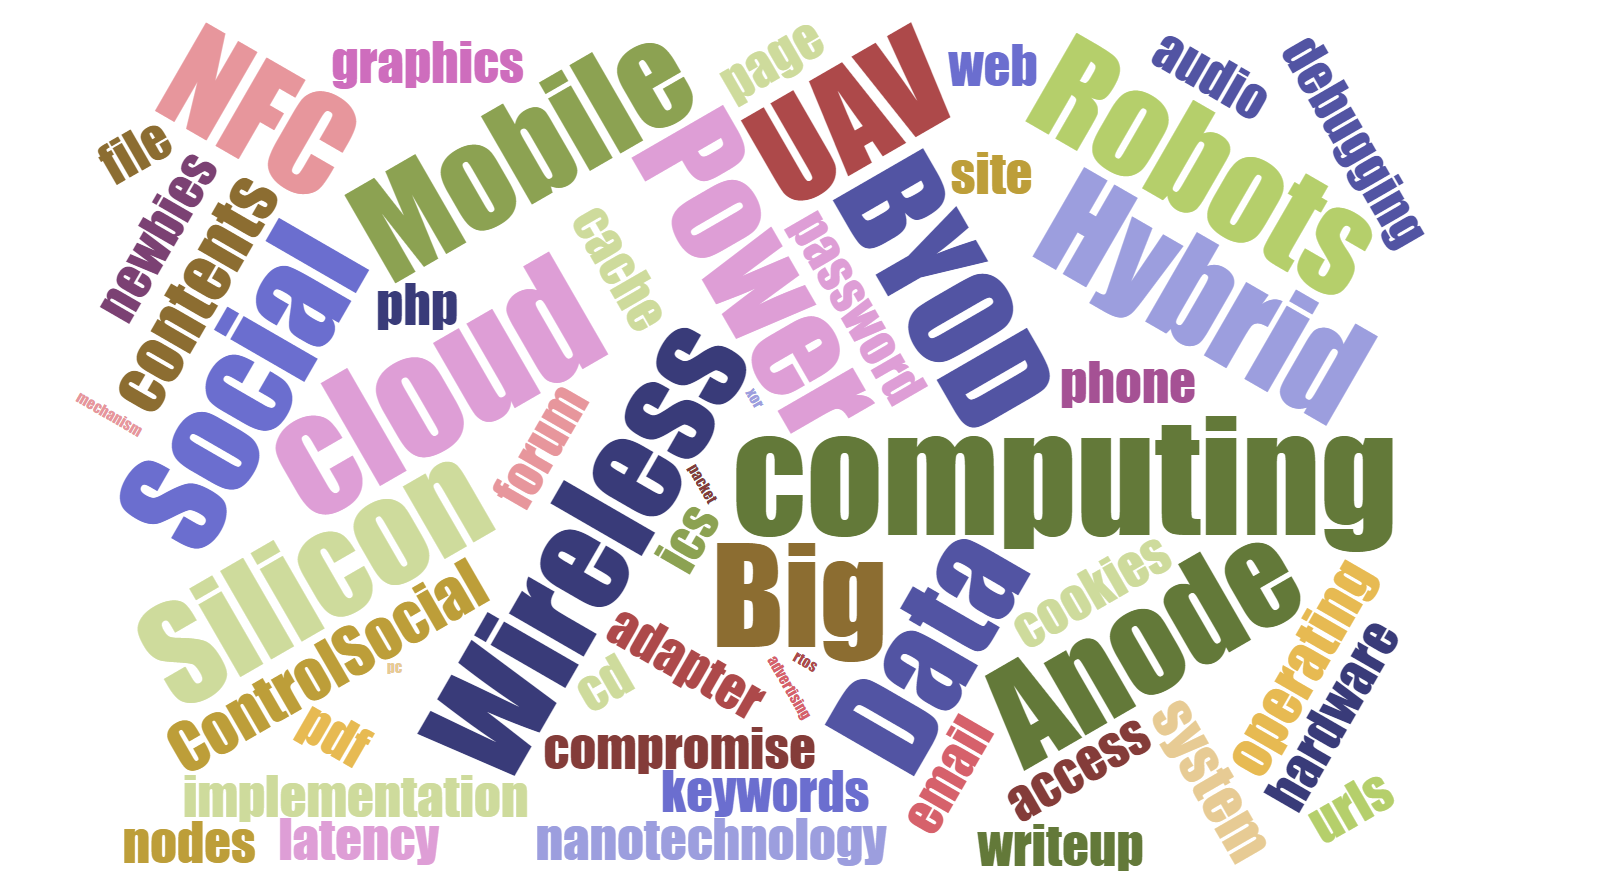 NFC
graphics
Mobile
page
UAV
web
Robots
audio
debugging
file
newbies
contents
Social
php
cloud
cache
Power
password
BYOD
site
Hybrid
phone
mechanism
forum
Wireless
xor
packet
ics
computing
Silicon
ControlSocial
pc
pdf
Big
Data
cookies
Anode
operating
hardware
adapter
cd
advertising
rtos
compromise
keywords
email
access
system
urls
implementation
nodes
latency
nanotechnology
writeup